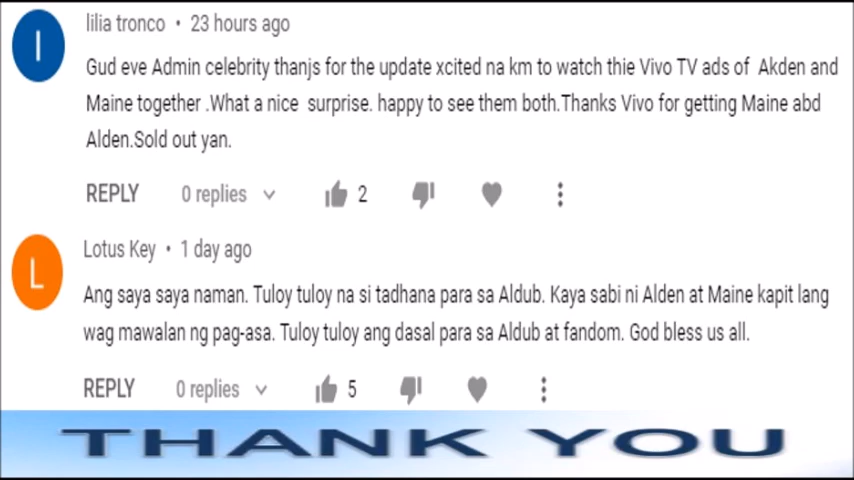 I
lilia tronco • 23 hours ago
Gud eve Admin celebrity thanjs for the update xcited na km to watch thie Vivo TV ads of Akden and
Maine together .What a nice surprise. happy to see them both.Thanks Vivo for getting Maine abd
Alden.Sold out yan.
REPLY 0 replies 2
L
Lotus Key • 1 day ago
Ang saya saya naman. Tuloy tuloy na si tadhana para sa Aldub. Kaya sabi ni Alden at Maine kapit lang
wag mawalan ng pag-asa. Tuloy tuloy ang dasal para sa Aldub at fandom. God bless us all.
REPLY 0 replies 5
THANK YOU